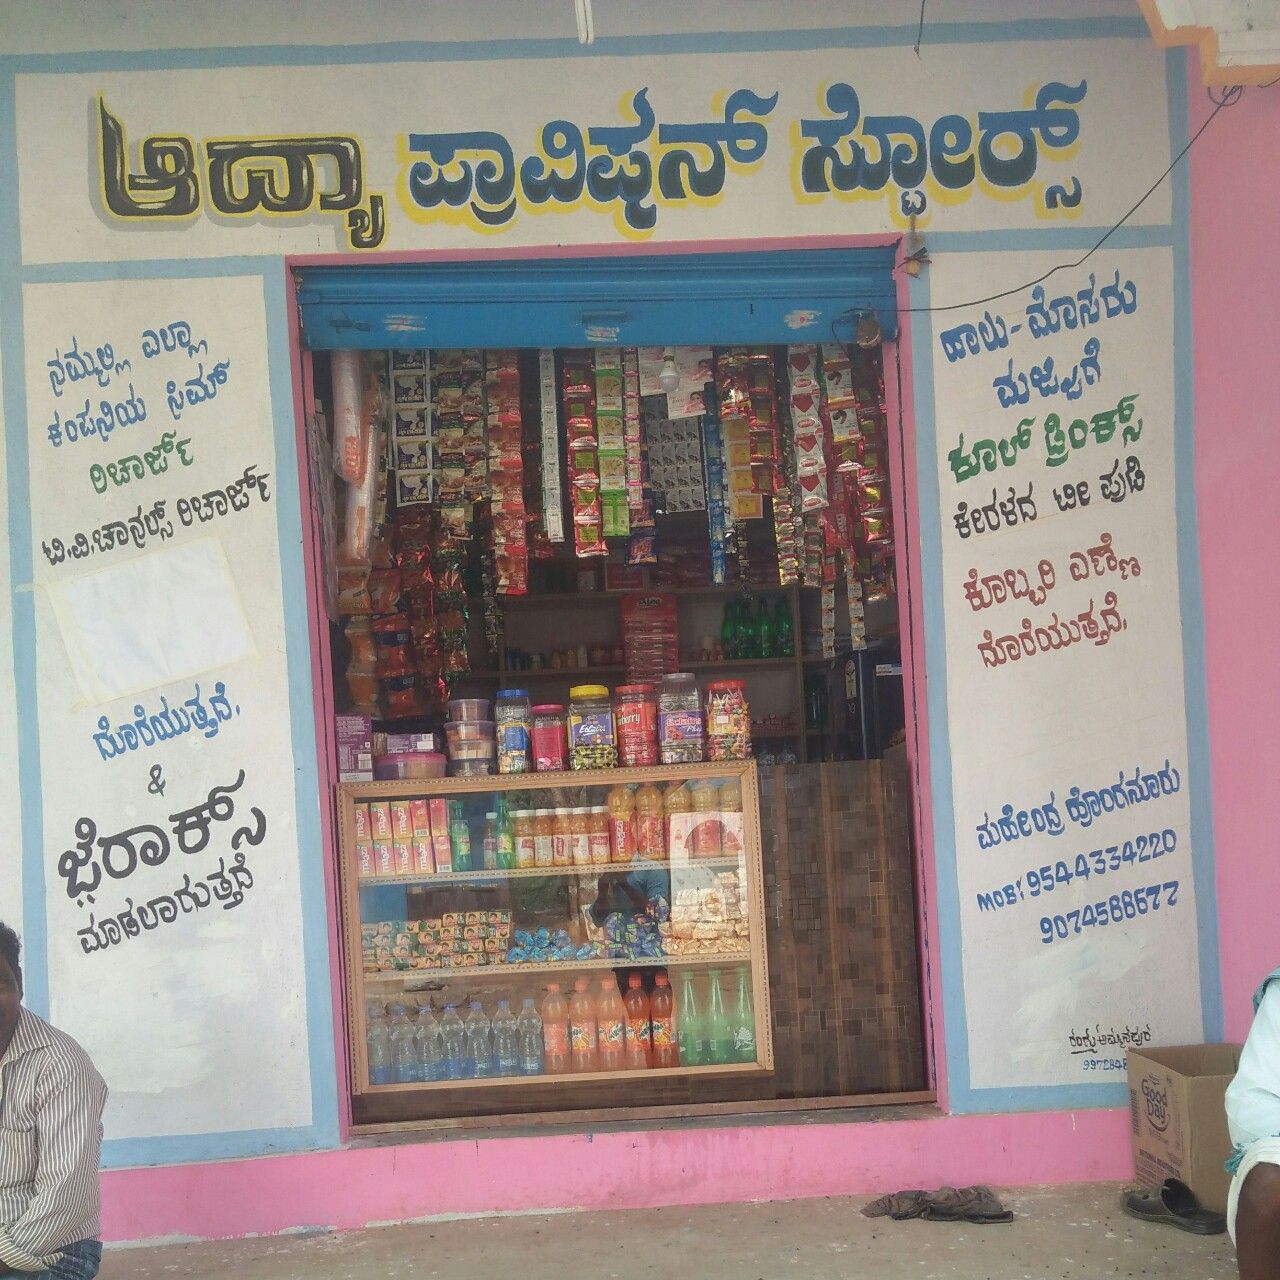 ಆದ್ಯಾ ಪ್ರಾವಿಷನ್ ಸ್ಟೋರ್ಸ್
ನಮ್ಮಲ್ಲಿ ಎಲ್ಲಾ
ಕಂಪನಿಯ ಸಿಮ್
ರಿಚಾರ್ಜ್
ಟಿ.ವಿ.ಚಾನಲ್ಸ್ ರಿಚಾರ್ಜ್
ದೊರೆಯುತ್ತದೆ.
&
ಝೆರಾಕ್ಸ್
ಮಾಡಲಾಗುತ್ತದೆ
ಹಾಲು-ಮೊಸರು
ಮಜ್ಜಿಗೆ
ಕೂಲ್ ಡ್ರಿಂಕ್ಸ್
ಕೇರಳದ ಟೀ ಪುಡಿ
ಕೊಬ್ಬರಿ ಎಣ್ಣೆ
ದೊರೆಯುತ್ತದೆ.
ಮಹೇಂದ್ರ ಹೊಂಗನೂರು
MOB: 9544334220
9074588677